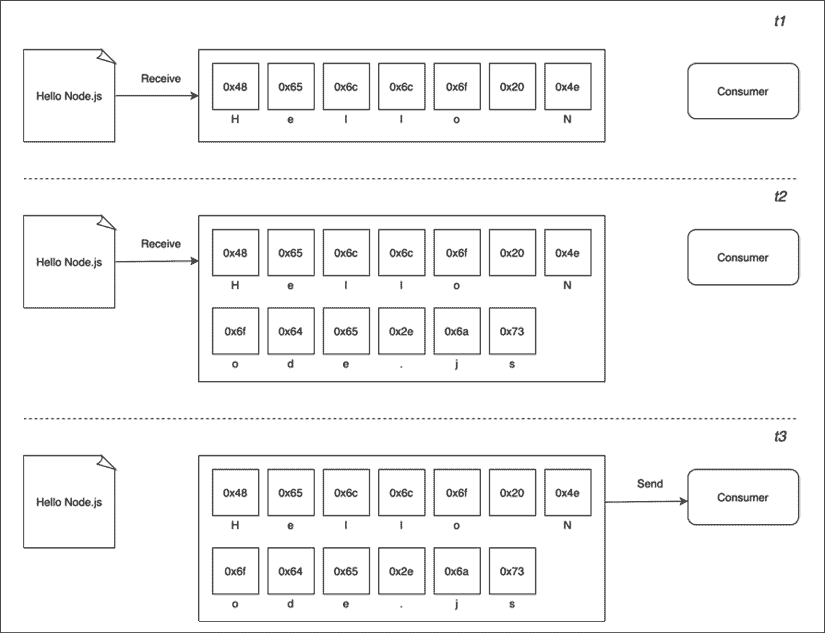 t1
Receive
Hello Node.js
0x48 0x65 0x6c 0x6c 0x6f 0x20 0x4e
Consumer
H e l l o N
t2
Receive
Hello Node.js
0x48 0x65 0x6c 0x6c 0x6f 0x20 0x4e
Consumer
H e l l o N
0x6f 0x64 0x65 0x2e 0x6a 0x73
o d e . j s
t3
Hello Node.js
0x48 0x65 0x6c 0x6c 0x6f 0x20 0x4e
Send
Consumer
H e l l o N
0x6f 0x64 0x65 0x2e 0x6a 0x73
o d e . j s